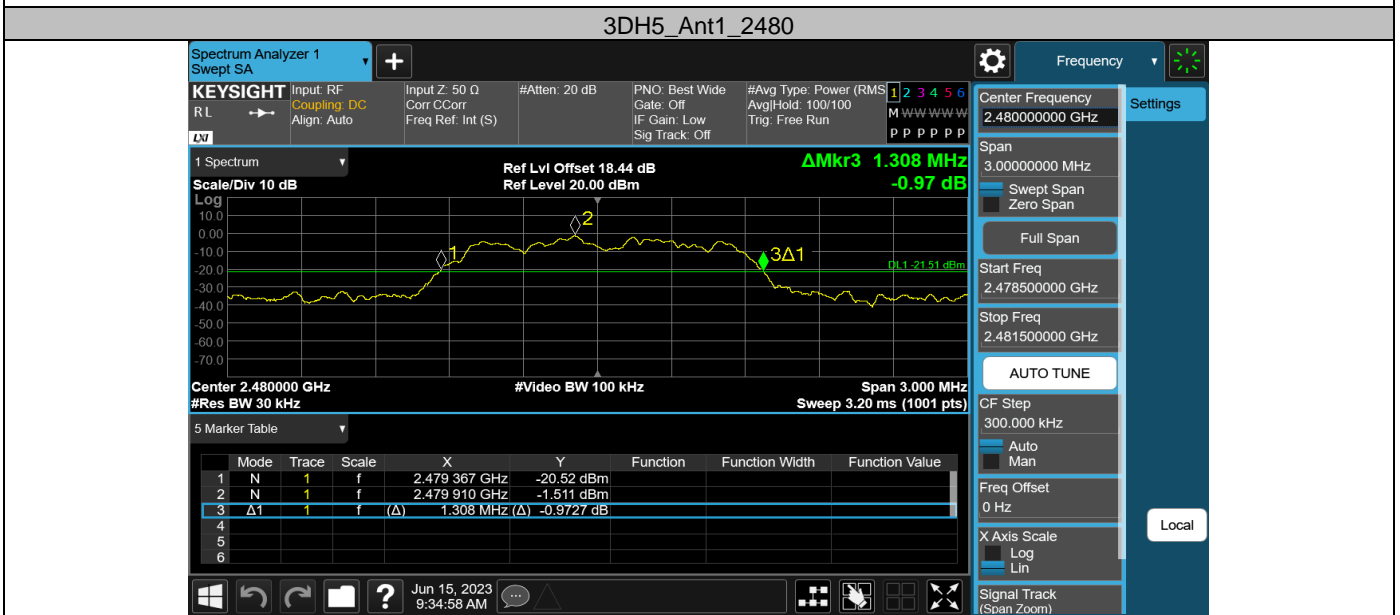 3DH5_Ant1_2480
Spectrum Analyzer 1
Swept SA
Frequency
KEYSIGHT
RL
LXI
Input: RF
Coupling: DC
Align: Auto
Input Z: 50 Ω
Corr CCorr
Freq Ref: Int (S)
#Atten: 20 dB
PNO: Best Wide
Gate: Off
IF Gain: Low
Sig Track: Off
#Avg Type: Power (RMS
Avg|Hold: 100/100
Trig: Free Run
1 2 3 4 5 6
M W W W W W
P P P P P P
1 Spectrum
Scale/Div 10 dB
Ref Lvl Offset 18.44 dB
Ref Level 20.00 dBm
ΔMkr3 1.308 MHz
-0.97 dB
Log
10.0
0.00
-10.0
-20.0
-30.0
-40.0
-50.0
-60.0
-70.0
1
2
3Δ1
DL1 -21.51 dBm
Center 2.480000 GHz
#Video BW 100 kHz
Span 3.000 MHz
#Res BW 30 kHz
Sweep 3.20 ms (1001 pts)
5 Marker Table
Mode Trace Scale X Y Function Function Width Function Value
1 N 1 f 2.479 367 GHz -20.52 dBm
2 N 1 f 2.479 910 GHz -1.511 dBm
3 Δ1 1 f (Δ) 1.308 MHz (Δ) -0.9727 dB
4
5
6
Jun 15, 2023
9:34:58 AM
Center Frequency
2.480000000 GHz
Settings
Span
3.00000000 MHz
Swept Span
Zero Span
Full Span
Start Freq
2.478500000 GHz
Stop Freq
2.481500000 GHz
AUTO TUNE
CF Step
300.000 kHz
Auto
Man
Freq Offset
0 Hz
Local
X Axis Scale
Log
Lin
Signal Track
(Span Zoom)